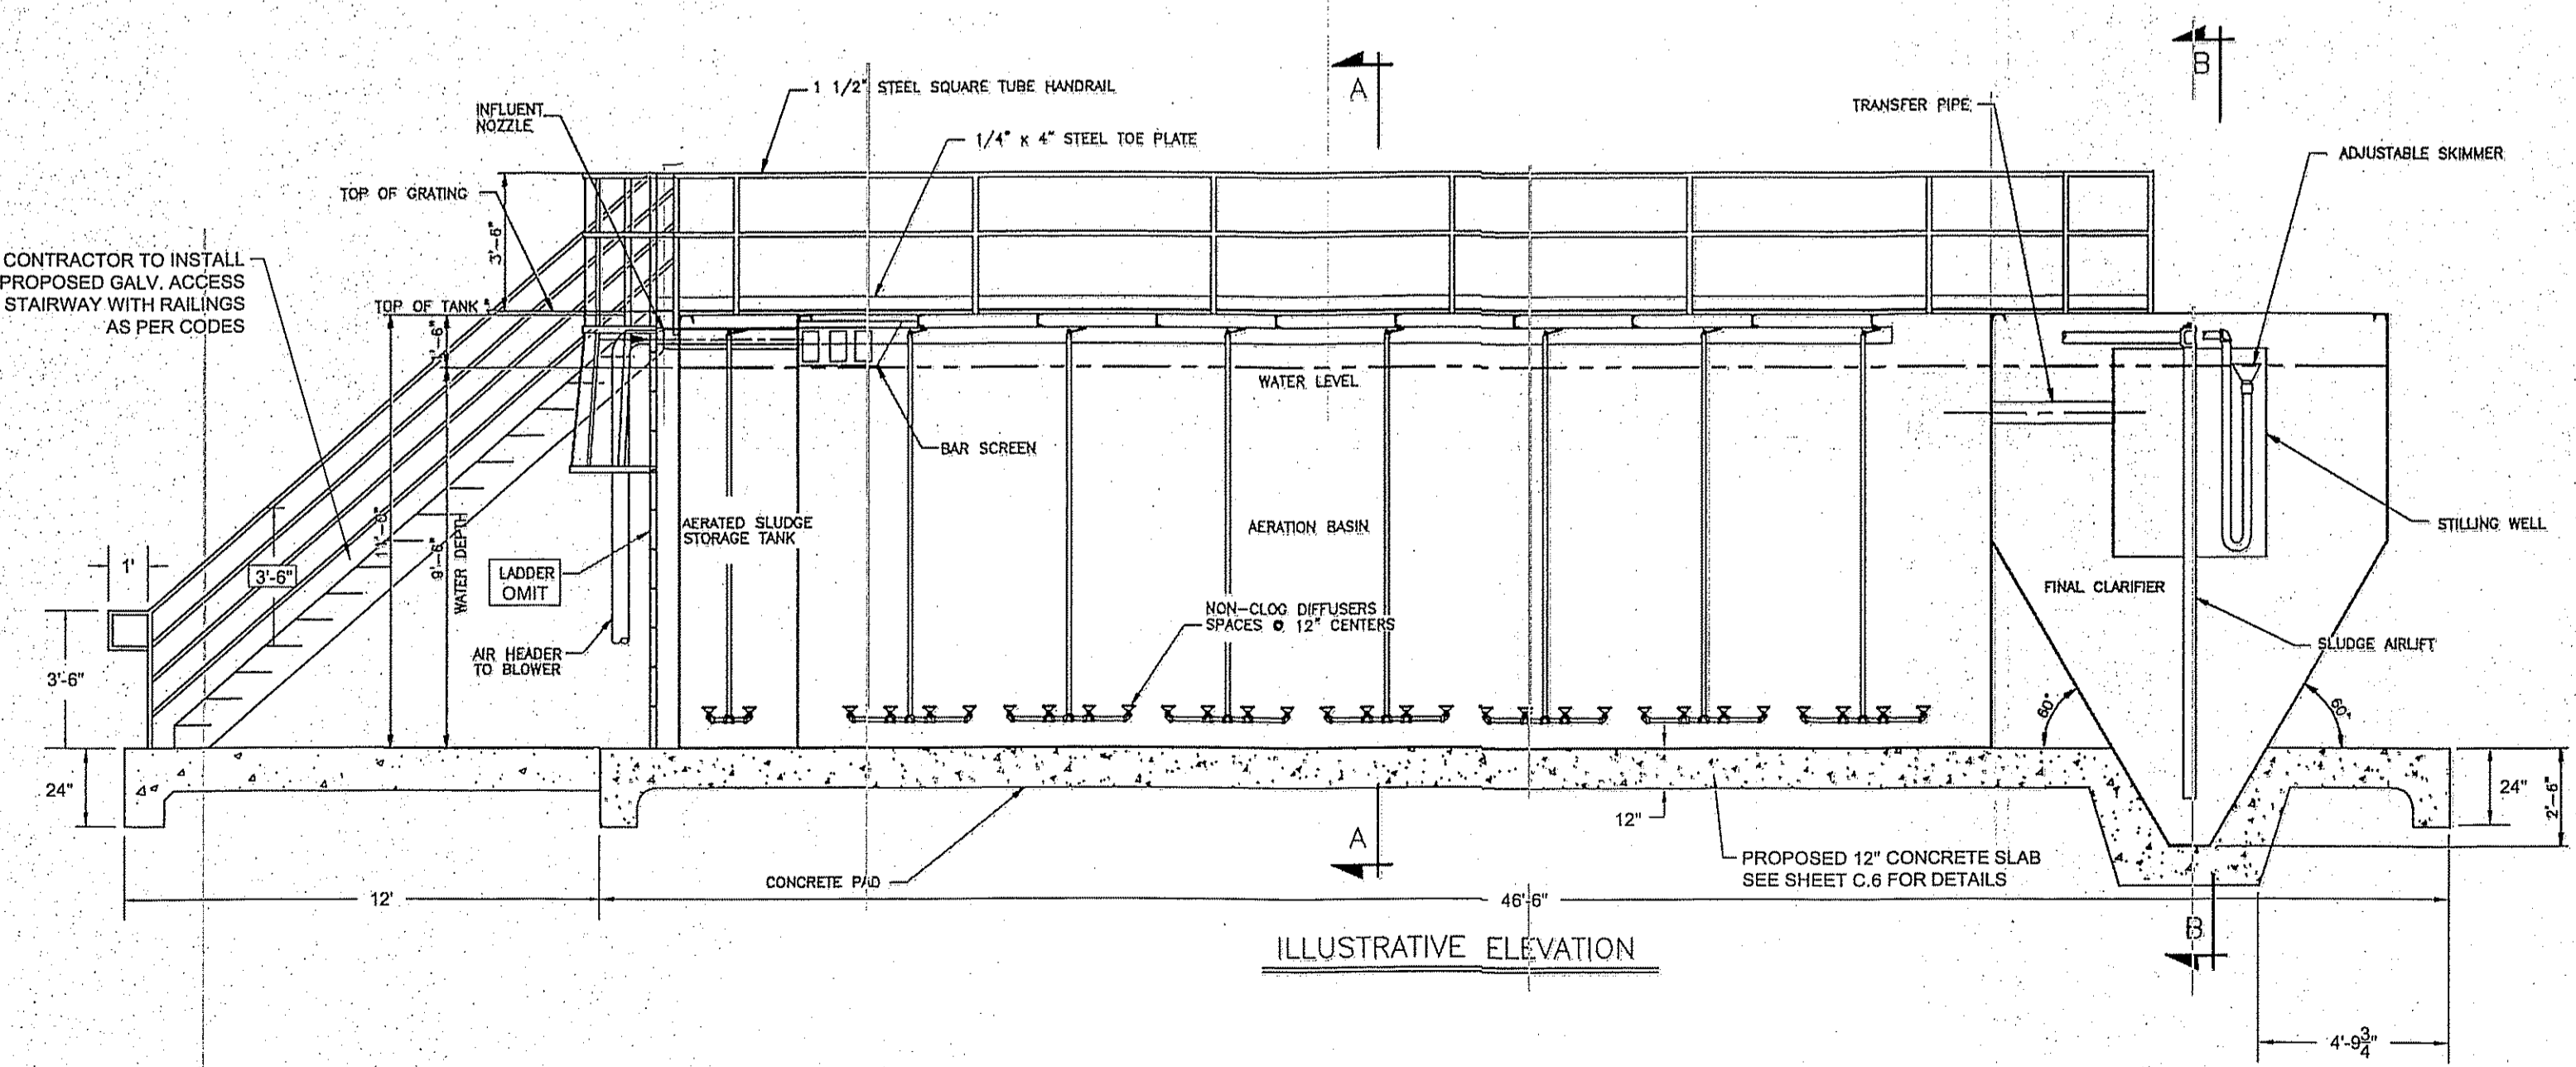 B
A
1 1/2" STEEL SQUARE TUBE HANDRAIL
INFLUENT
NOZZLE
TRANSFER PIPE
1/4" x 4" STEEL TOE PLATE
ADJUSTABLE SKIMMER
TOP OF GRATING
3'-6"
CONTRACTOR TO INSTALL
PROPOSED GALV. ACCESS
STAIRWAY WITH RAILINGS
AS PER CODES
TOP OF TANK
WATER LEVEL
BAR SCREEN
AERATED SLUDGE
STORAGE TANK
AERATION BASIN
STILLING WELL
11'-0"
9'-6"
WATER DEPTH
1'
3'-6"
LADDER
OMIT
FINAL CLARIFIER
NON-CLOG DIFFUSERS
SPACES @ 12" CENTERS
SLUDGE AIRLIFT
AIR HEADER
TO BLOWER
3'-6"
60°
60°
24"
24"
2'-6"
12"
A
PROPOSED 12" CONCRETE SLAB
SEE SHEET C.6 FOR DETAILS
CONCRETE PAD
12'
46'-6"
B
ILLUSTRATIVE ELEVATION
4'-9 3/4"